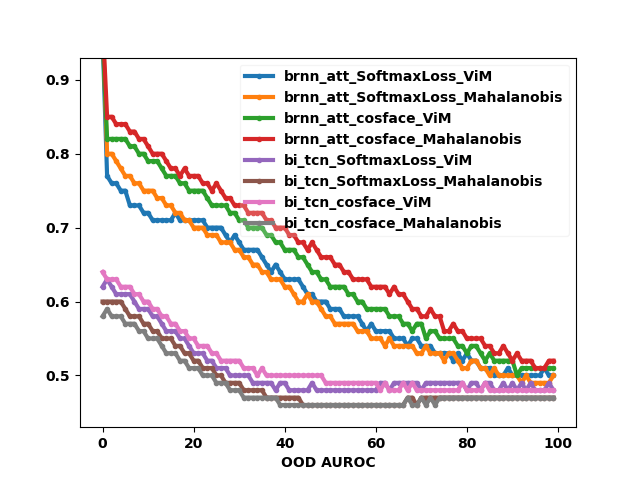 0.9
0.8
0.7
0.6
0.5
0
20
40
60
80
100
OOD AUROC
brnn_att_SoftmaxLoss_ViM
brnn_att_SoftmaxLoss_Mahalanobis
brnn_att_cosface_ViM
brnn_att_cosface_Mahalanobis
bi_tcn_SoftmaxLoss_ViM
bi_tcn_SoftmaxLoss_Mahalanobis
bi_tcn_cosface_ViM
bi_tcn_cosface_Mahalanobis